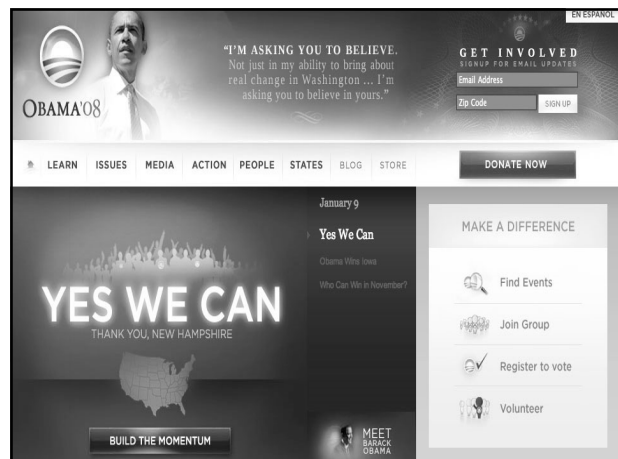 EN ESPANOL
OBAMA'08
“I'M ASKING YOU TO BELIEVE.
Not just in my ability to bring about
real change in Washington ... I'm
asking you to believe in yours.”
GET INVOLVED
SIGNUP FOR EMAIL UPDATES
Email Address
Zip Code
SIGN UP
LEARN ISSUES MEDIA ACTION PEOPLE STATES BLOG STORE
DONATE NOW
YES WE CAN
THANK YOU, NEW HAMPSHIRE
BUILD THE MOMENTUM
January 9
Yes We Can
Obama Wins Iowa
Who Can Win in November?
MEET
BARACK
OBAMA
MAKE A DIFFERENCE
Find Events
Join Group
Register to vote
Volunteer